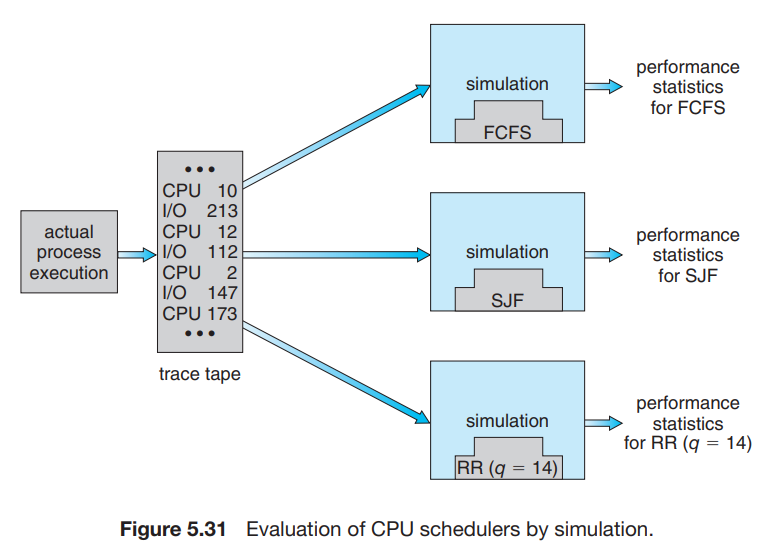 actual
process
execution
• • •
CPU 10
I/O 213
CPU 12
I/O 112
CPU 2
I/O 147
CPU 173
• • •
trace tape
simulation
FCFS
performance
statistics
for FCFS
simulation
SJF
performance
statistics
for SJF
simulation
RR (q = 14)
performance
statistics
for RR (q = 14)
Figure 5.31 Evaluation of CPU schedulers by simulation.